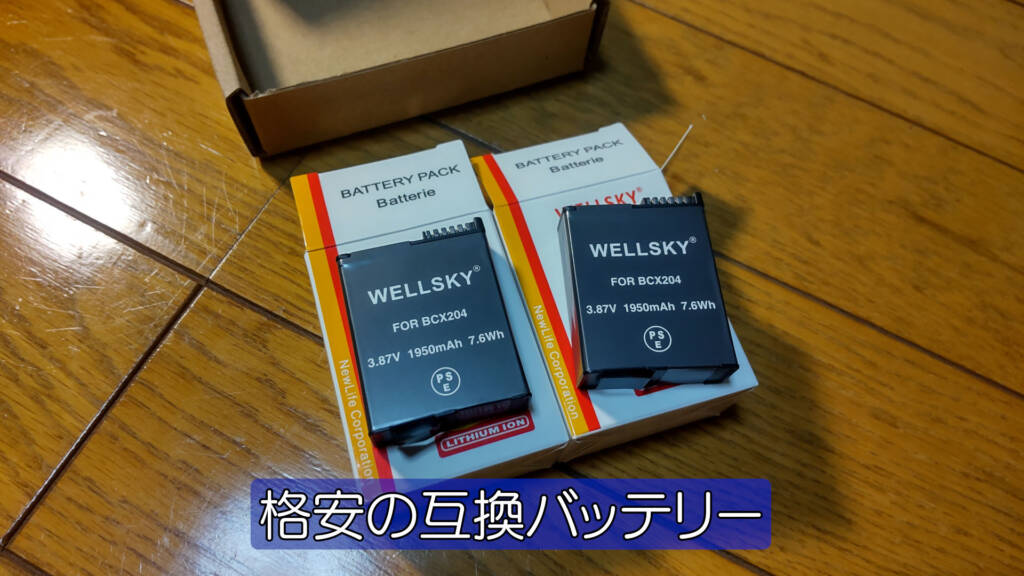 BATTERY PACK
Batterie
WELLSKY®
FOR BCX204
3.87V 1950mAh 7.6Wh
PSE
NewLife Corporation
LITHIUM ION
BATTERY PACK
Batterie
WELLSKY
WELLSKY®
FOR BCX204
3.87V 1950mAh 7.6Wh
PSE
NewLife Corporation
格安の互換バッテリー